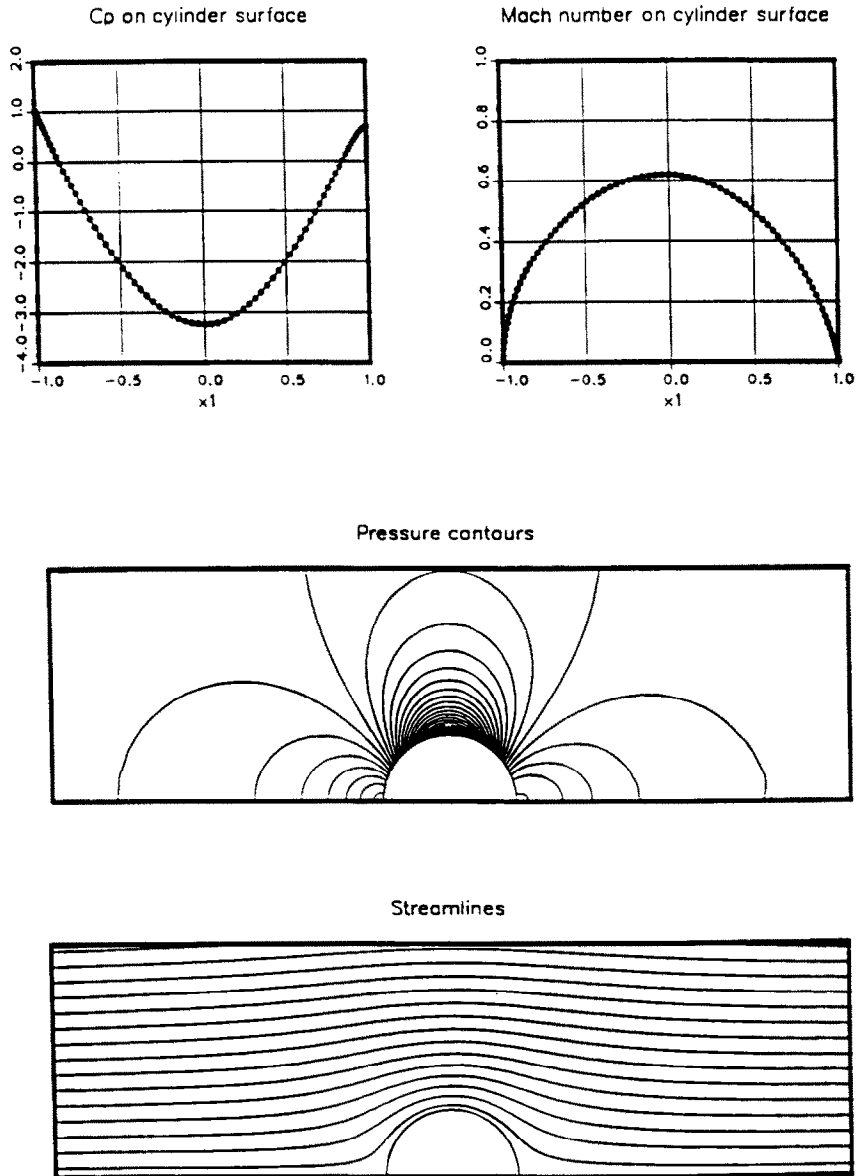 Cp on cylinder surface
2.0
1.0
0.0
-1.0
-2.0
-3.0
-4.0
-1.0 -0.5 0.0 0.5 1.0
x1
Mach number on cylinder surface
1.0
0.8
0.6
0.4
0.2
0.0
-1.0 -0.5 0.0 0.5 1.0
x1
Pressure contours
Streamlines